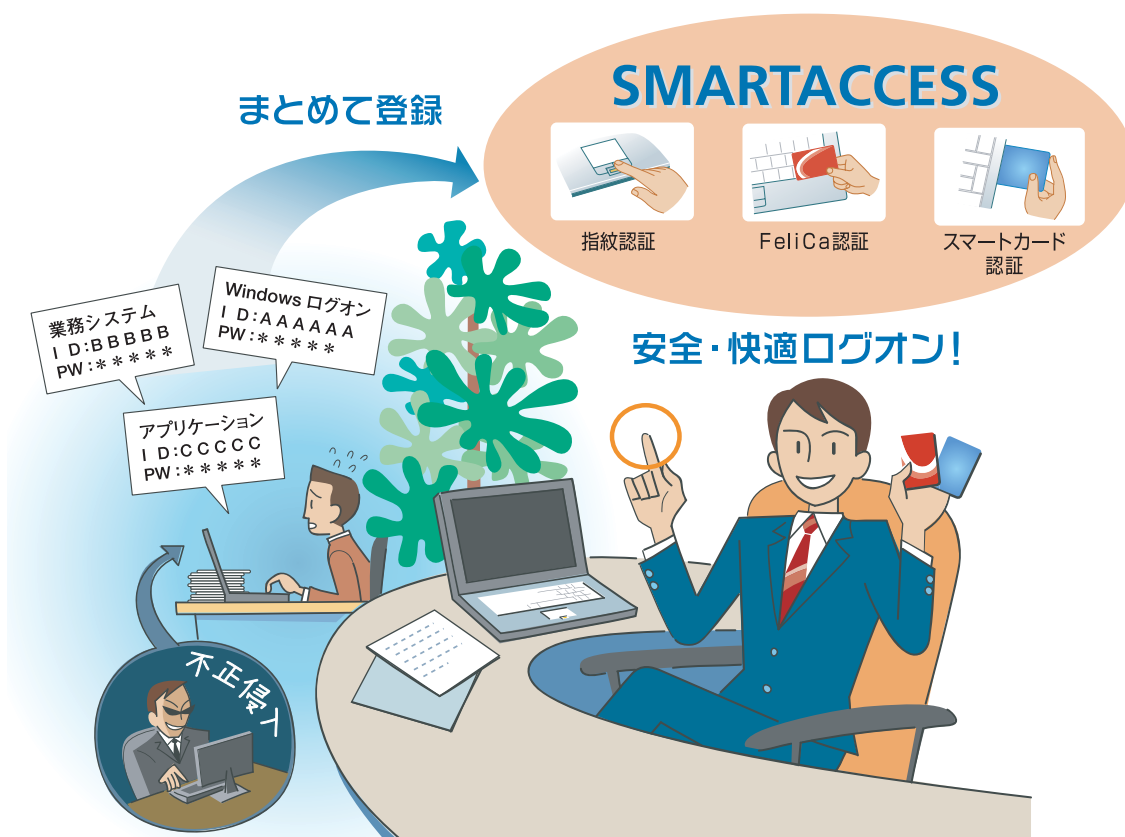 SMARTACCESS
まとめて登録
指紋認証
FeliCa認証
スマートカード
認証
Windows ログオン
I D:AAAAAA
PW:*****
業務システム
I D:BBBBB
PW:*****
アプリケーション
I D:CCCCC
PW:*****
安全・快適ログオン!
不正侵入